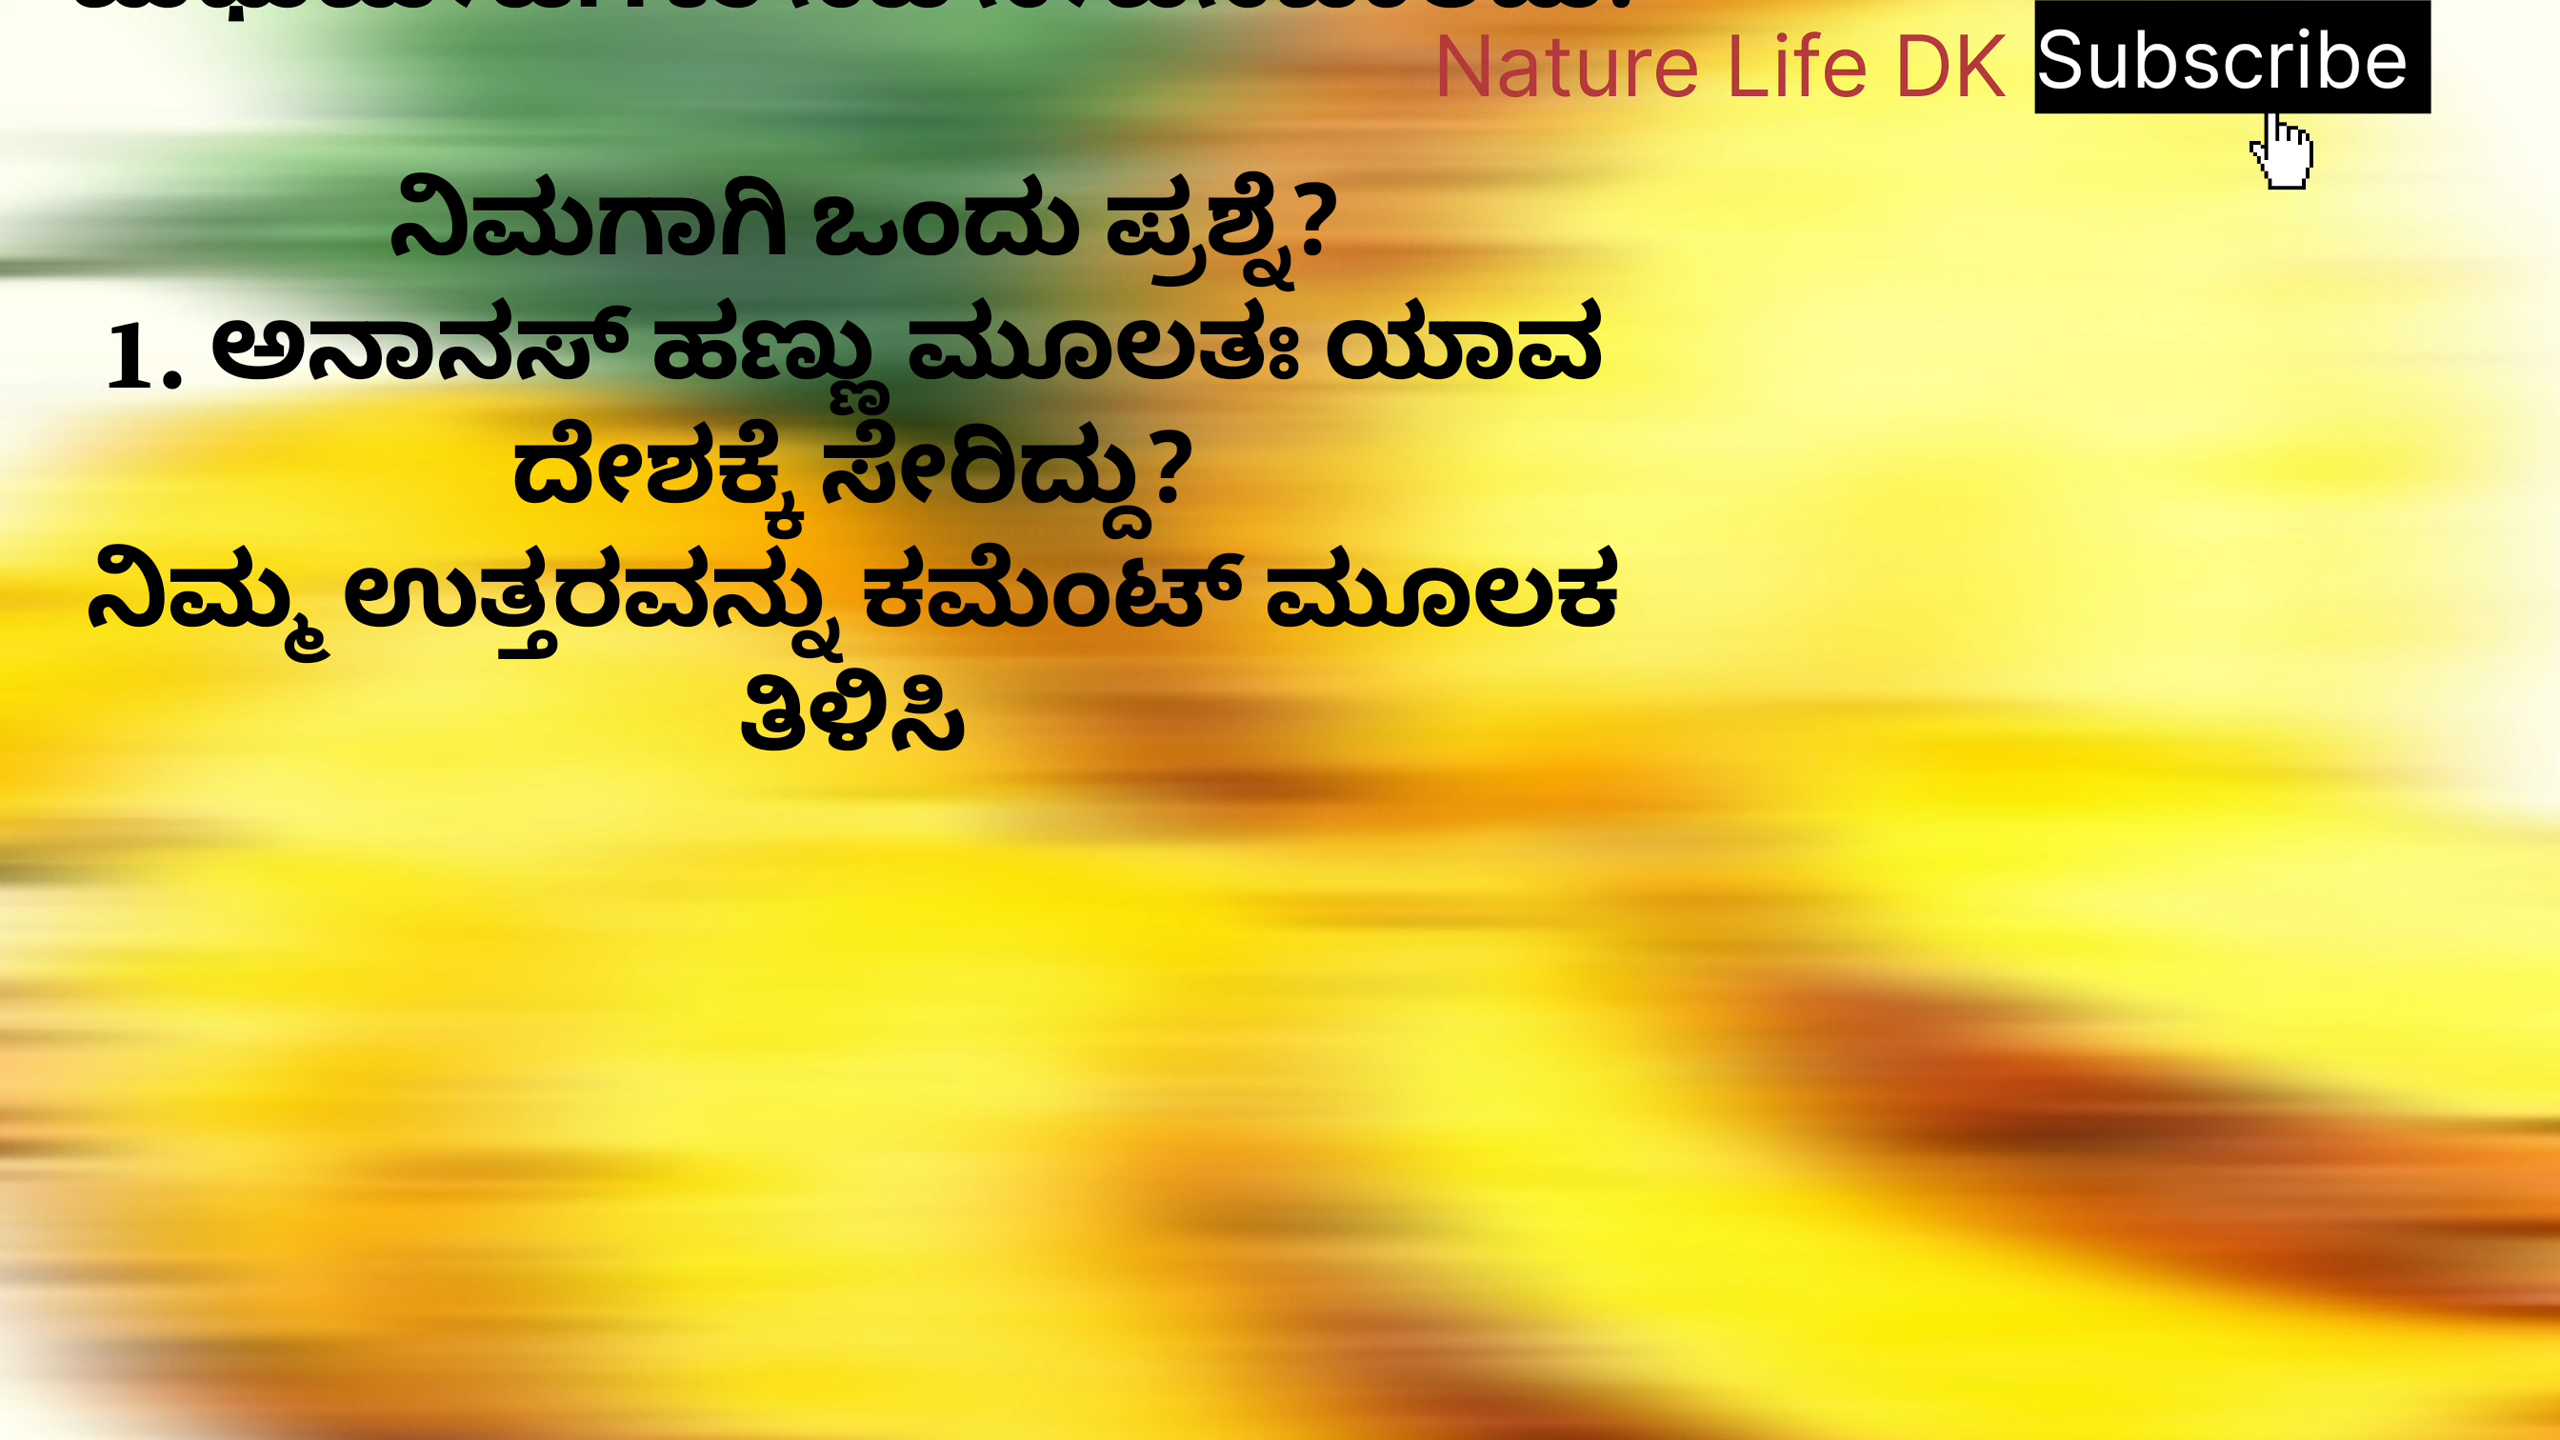 Nature Life DK Subscribe
ನಿಮಗಾಗಿ ಒಂದು ಪ್ರಶ್ನೆ?
1. ಅನಾನಸ್ ಹಣ್ಣು ಮೂಲತಃ ಯಾವ
ದೇಶಕ್ಕೆ ಸೇರಿದ್ದು?
ನಿಮ್ಮ ಉತ್ತರವನ್ನು ಕಮೆಂಟ್ ಮೂಲಕ
ತಿಳಿಸಿ